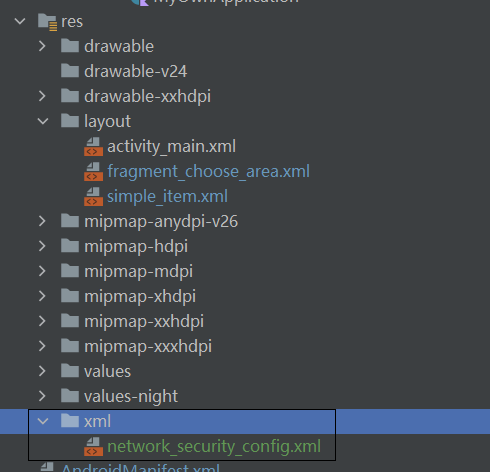 MyOwnApplication
res
drawable
drawable-v24
drawable-xxhdpi
layout
activity_main.xml
fragment_choose_area.xml
simple_item.xml
mipmap-anydpi-v26
mipmap-hdpi
mipmap-mdpi
mipmap-xhdpi
mipmap-xxhdpi
mipmap-xxxhdpi
values
values-night
xml
network_security_config.xml
AndroidManifest.xml